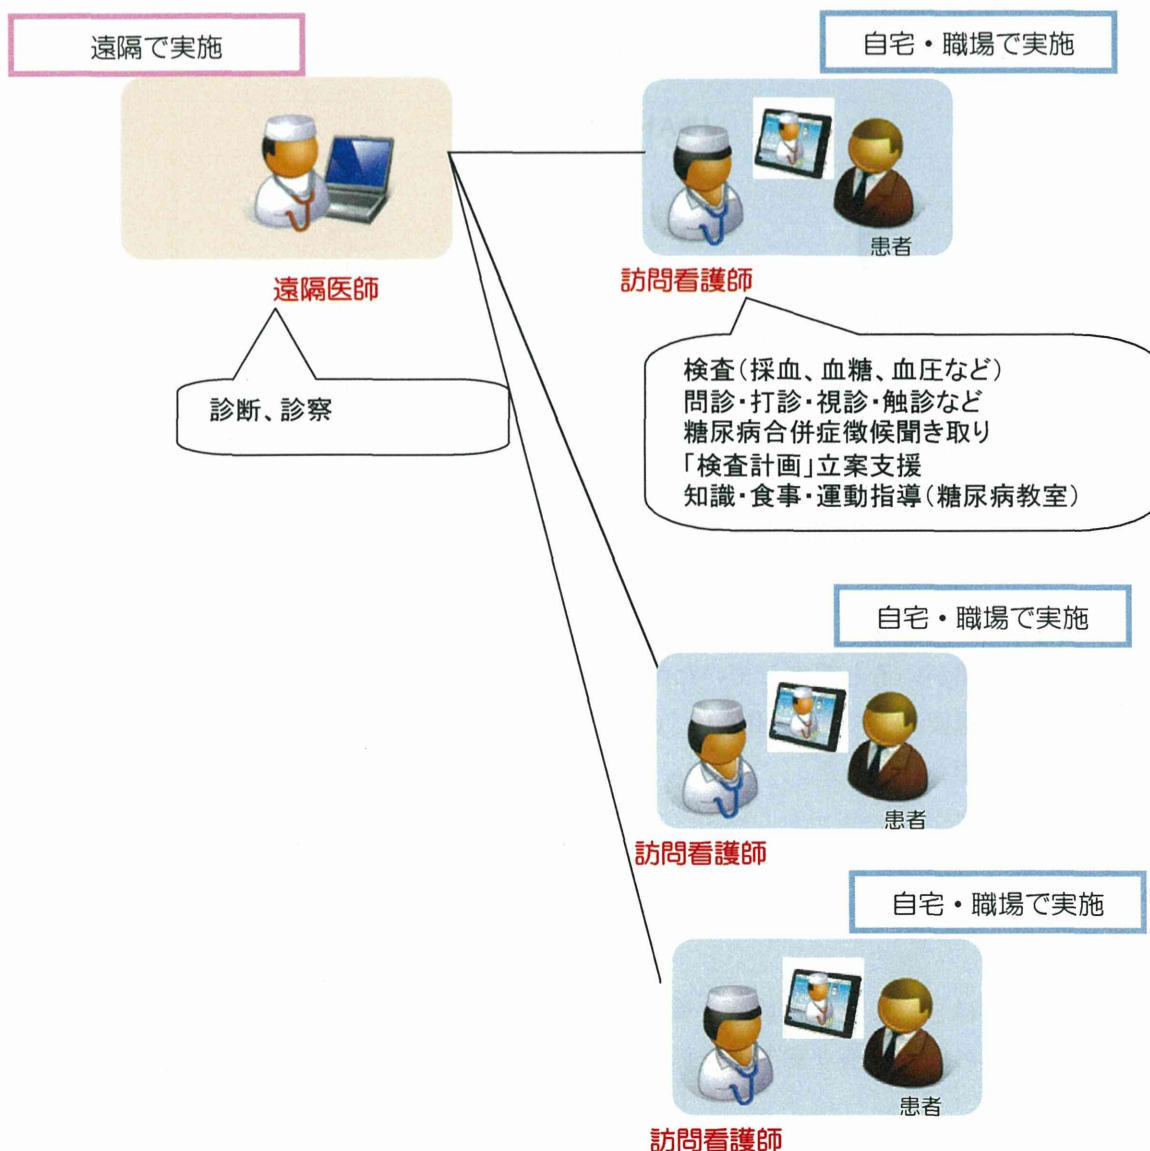 遠隔で実施
自宅・職場で実施
患者
遠隔医師
訪問看護師
診断、診察
検査(採血、血糖、血圧など)
問診・打診・視診・触診など
糖尿病合併症徴候聞き取り
「検査計画」立案支援
知識・食事・運動指導(糖尿病教室)
自宅・職場で実施
患者
訪問看護師
自宅・職場で実施
患者
訪問看護師